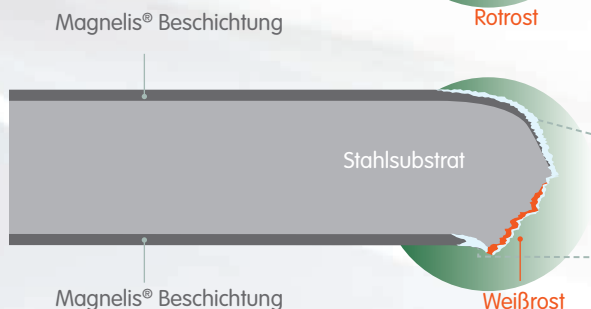 Magnelis® Beschichtung
Rotrost
Stahlsubstrat
Magnelis® Beschichtung
Weißrost